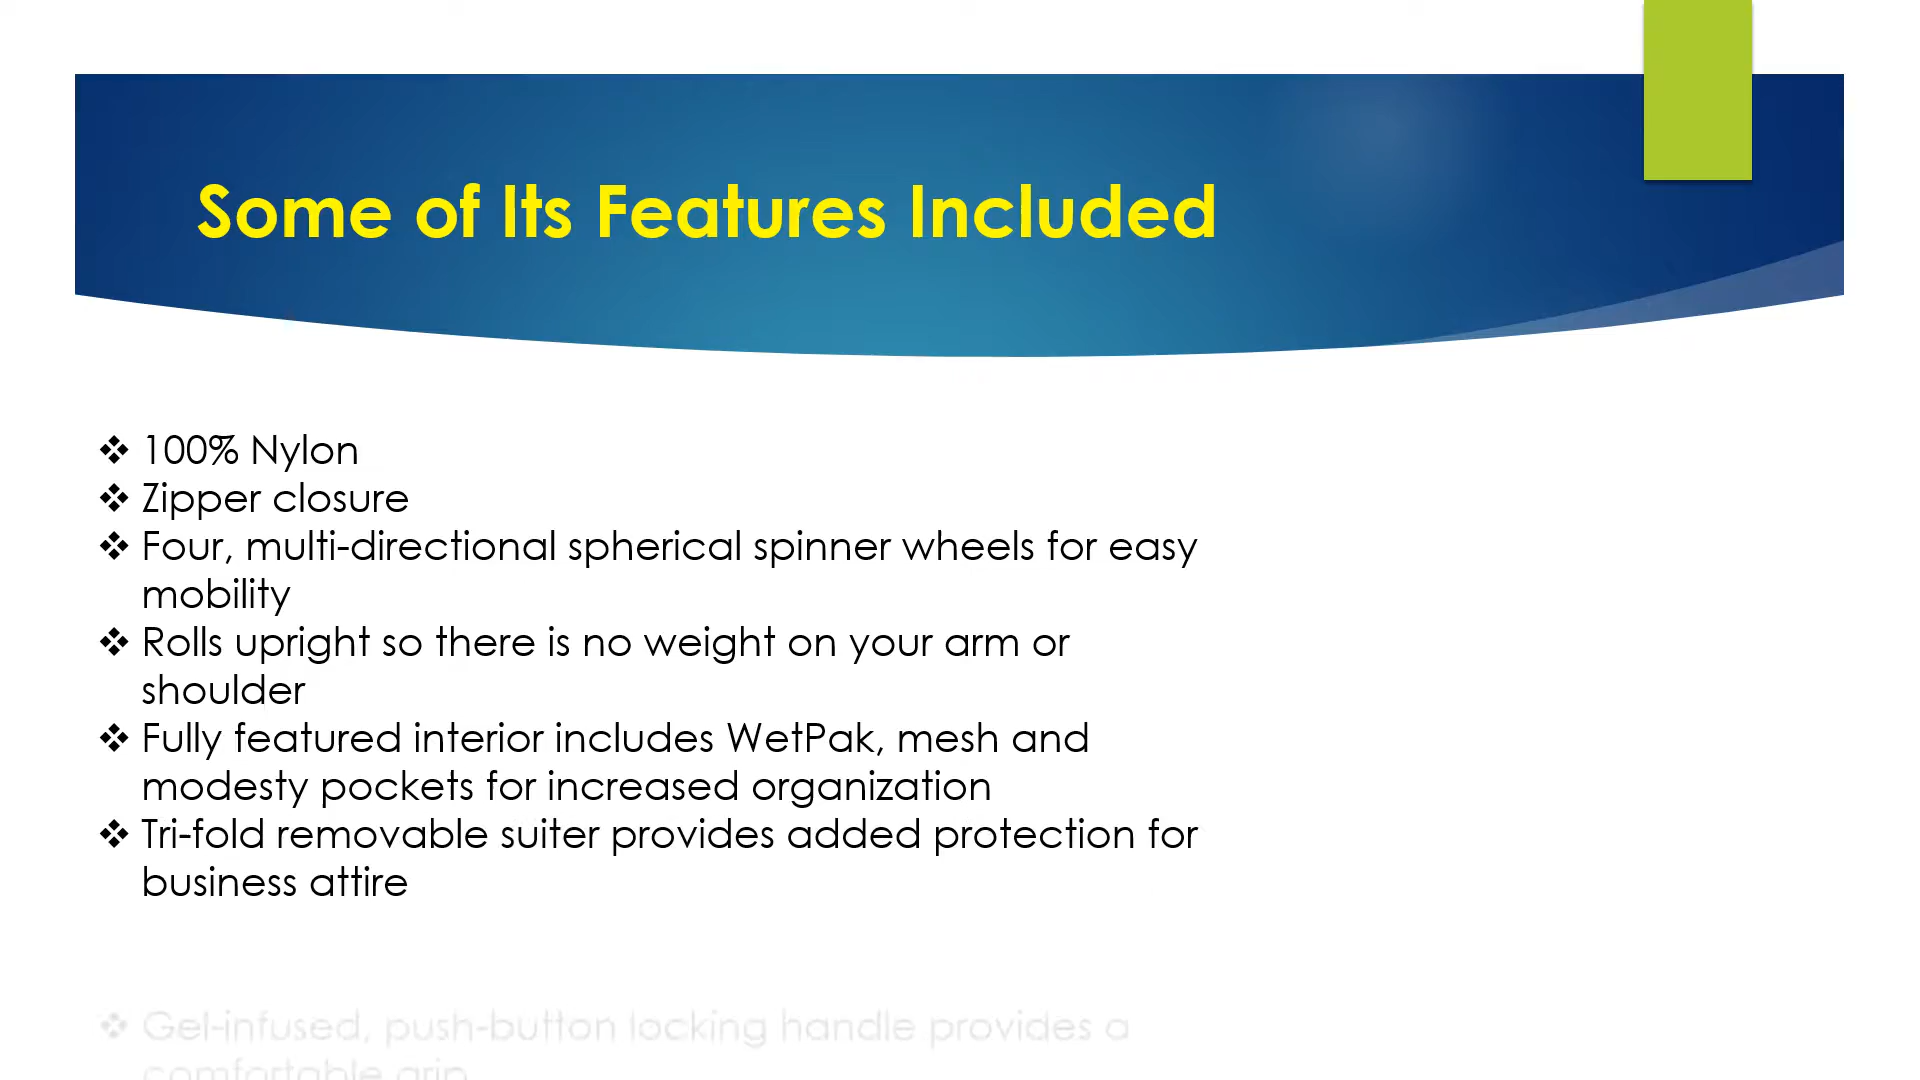 Some of Its Features Included
❖ 100% Nylon
❖ Zipper closure
❖ Four, multi-directional spherical spinner wheels for easy
mobility
❖ Rolls upright so there is no weight on your arm or
shoulder
❖ Fully featured interior includes WetPak, mesh and
modesty pockets for increased organization
❖ Tri-fold removable suiter provides added protection for
business attire
❖ Gel-infused, push-button locking handle provides a
comfortable grip